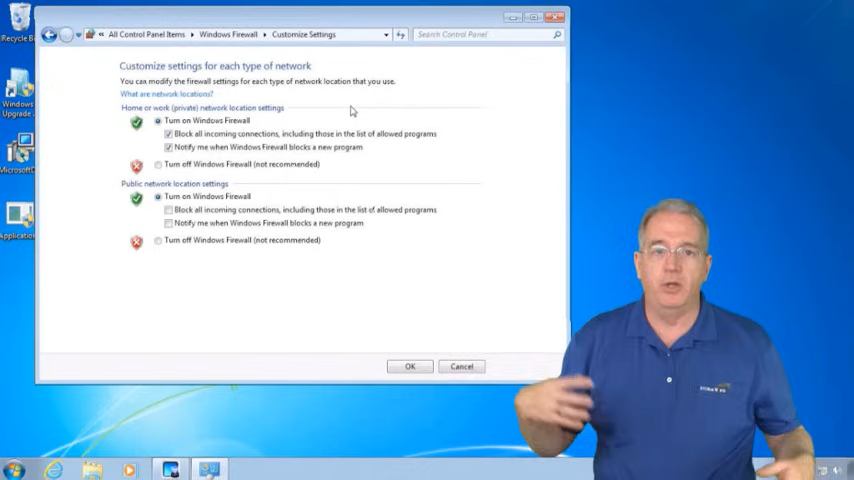 Recycle Bi
All Control Panel Items
Windows Firewall
Customize Settings
Search Control Panel
Customize settings for each type of network
You can modify the firewall settings for each type of network location that you use.
What are network locations?
Home or work (private) network location settings
Turn on Windows Firewall
Block all incoming connections, including those in the list of allowed programs
Notify me when Windows Firewall blocks a new program
Turn off Windows Firewall (not recommended)
Public network location settings
Turn on Windows Firewall
Block all incoming connections, including those in the list of allowed programs
Notify me when Windows Firewall blocks a new program
Turn off Windows Firewall (not recommended)
OK
Cancel
Windows
Upgrade
Application